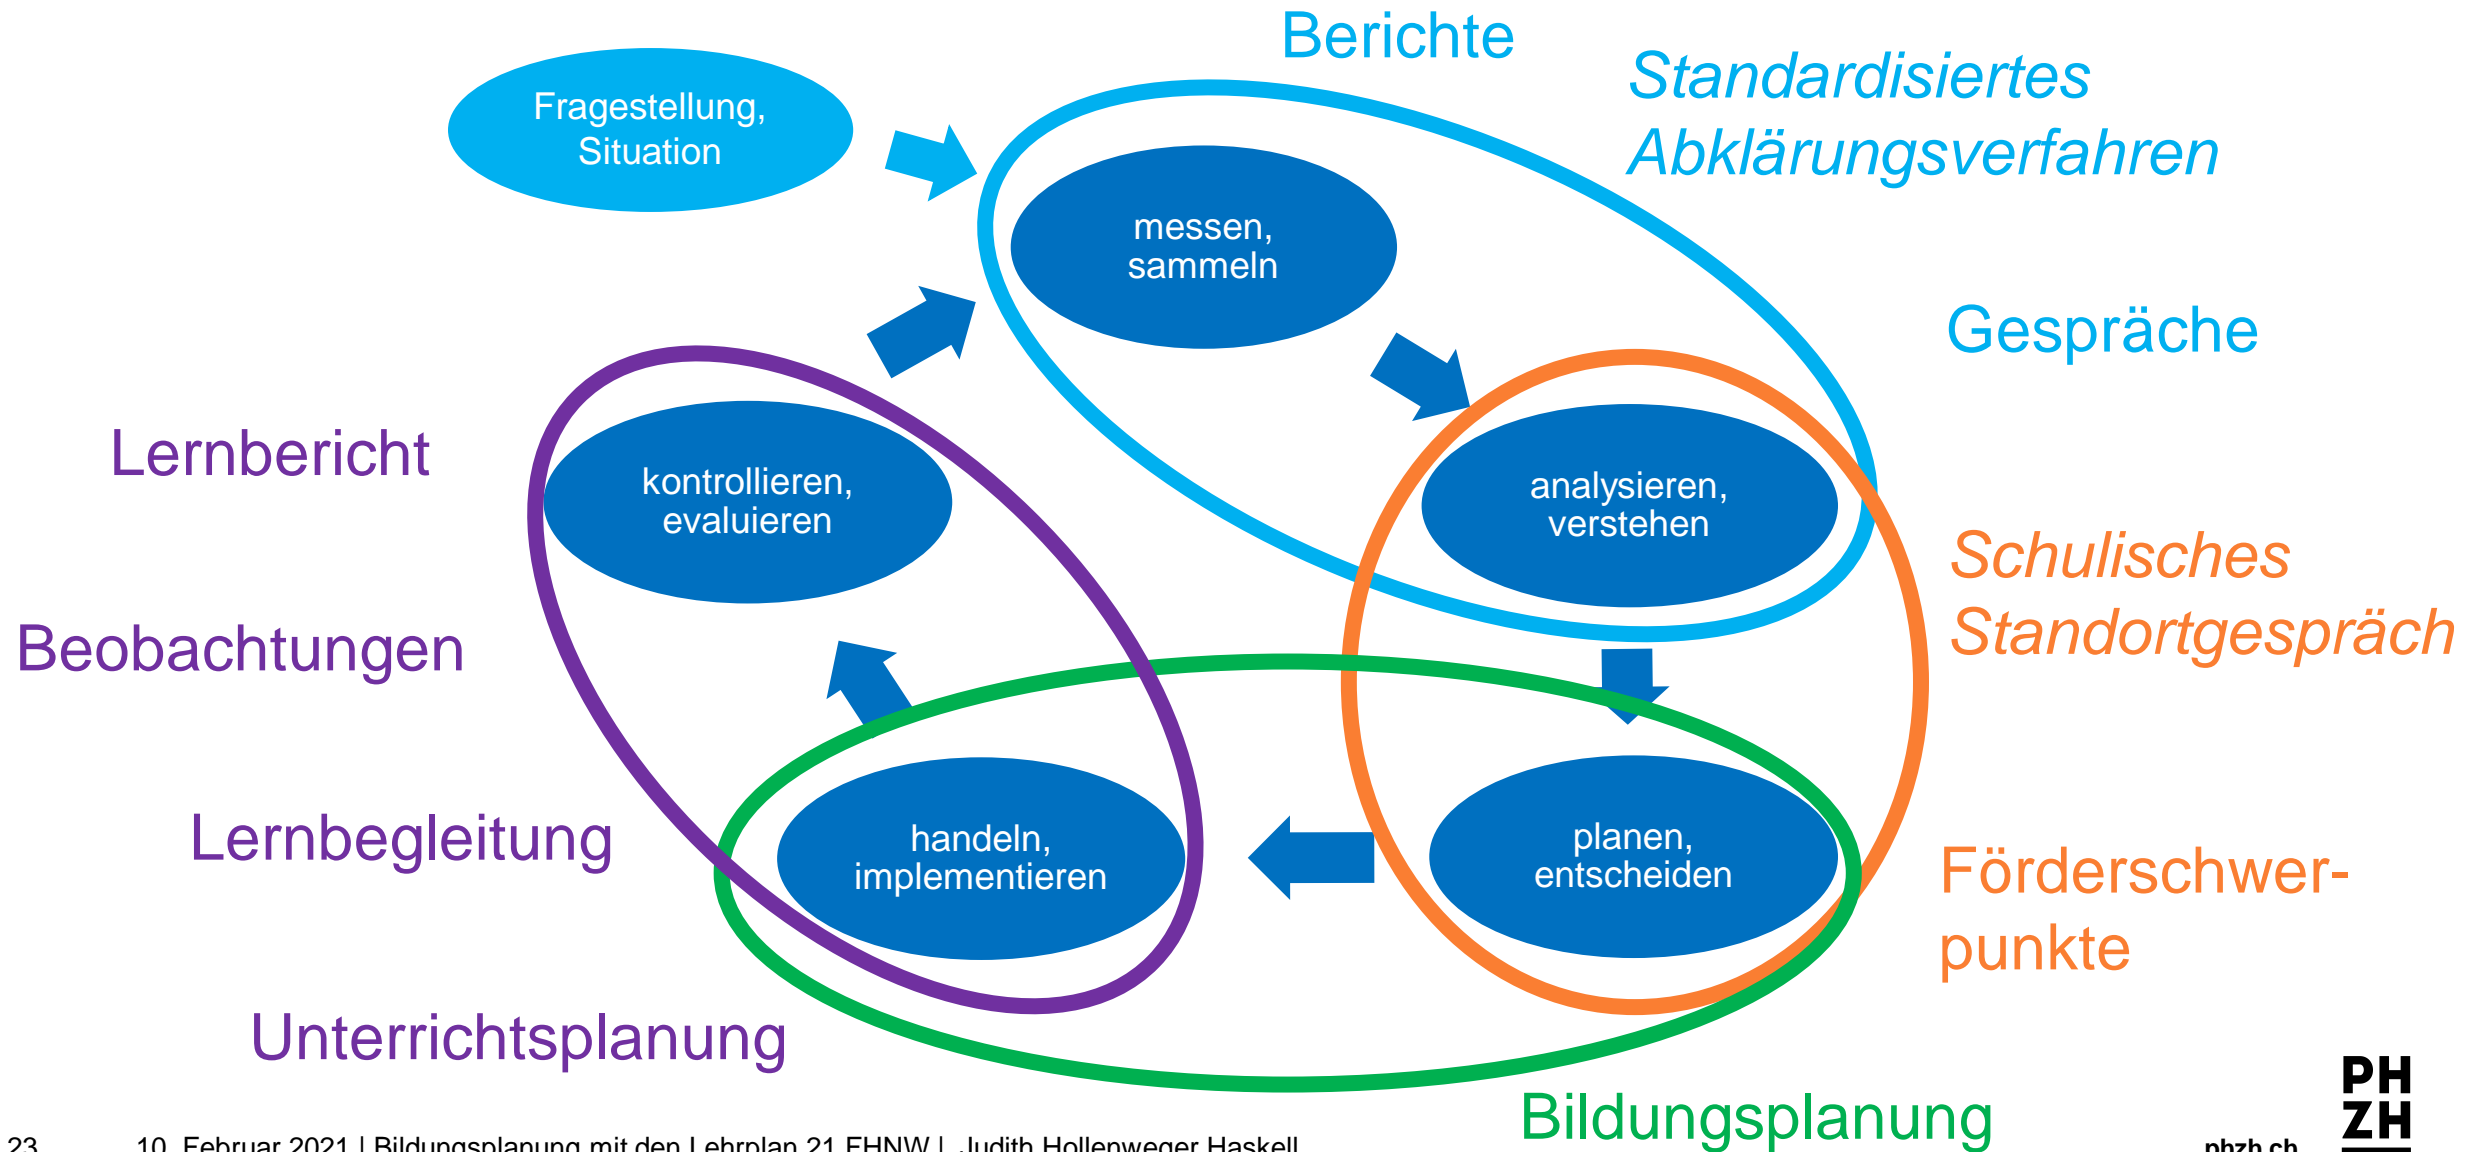 Berichte
Standardisiertes
Abklärungsverfahren
Fragestellung,
Situation
messen,
sammeln
Gespräche
Lernbericht
kontrollieren,
evaluieren
analysieren,
verstehen
Schulisches
Standortgespräch
Beobachtungen
Lernbegleitung
handeln,
implementieren
planen,
entscheiden
Förderschwer-
punkte
Unterrichtsplanung
Bildungsplanung
PH
ZH
23 10. Februar 2021 | Bildungsplanung mit den Lehrplan 21 FHNW | Judith Hollenweger Haskell
phzh.ch